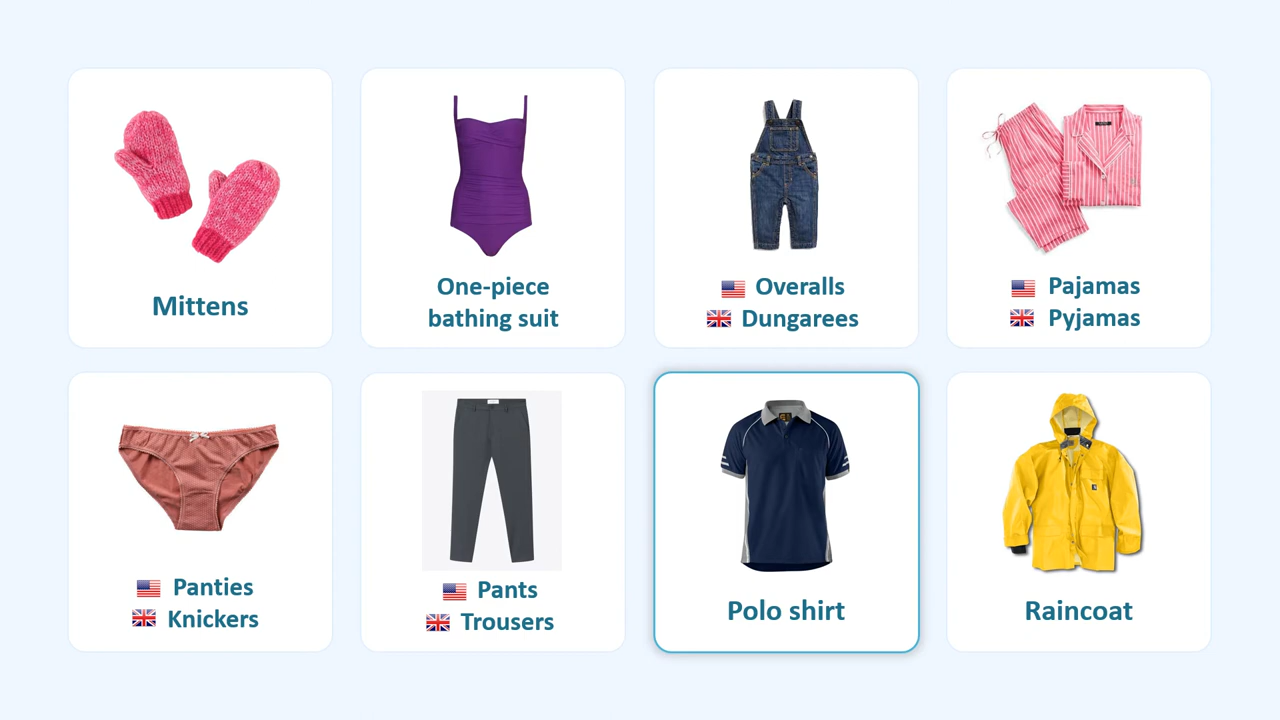 Mittens
One-piece
bathing suit
Overalls
Dungarees
Pajamas
Pyjamas
Panties
Knickers
Pants
Trousers
Polo shirt
Raincoat